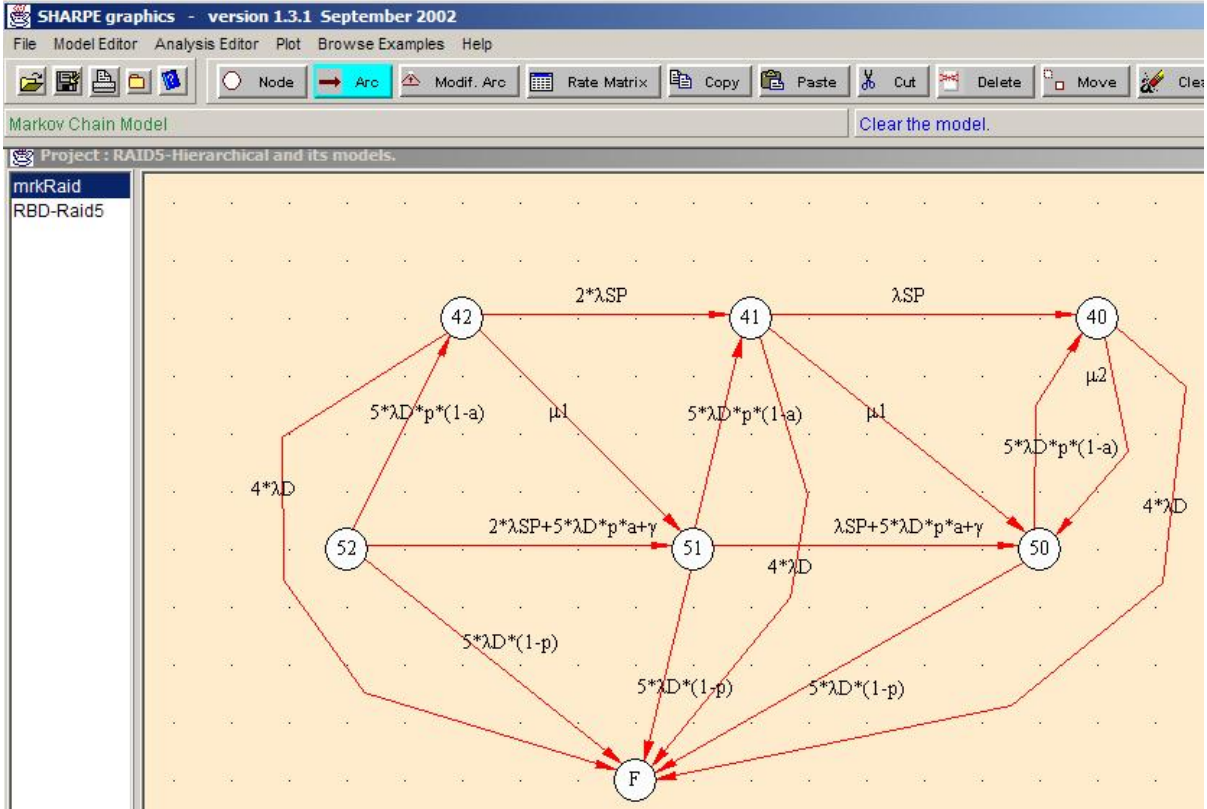 SHARPE graphics - version 1.3.1 September 2002
File Model Editor Analysis Editor Plot Browse Examples Help
Node Arc Modif. Arc Rate Matrix Copy Paste Cut Delete Move Clea
Markov Chain Model Clear the model.
Project : RAID5-Hierarchical and its models.
mrkRaid
RBD-Raid5
2*λSP λSP
42 41 40
μ2
5*λD*p*(1-a) μ1 5*λD*p*(1-a) μ1
5*λD*p*(1-a)
4*λD
4*λD
2*λSP+5*λD*p*a+γ λSP+5*λD*p*a+γ
52 51 50
4*λD
5*λD*(1-p)
5*λD*(1-p) 5*λD*(1-p)
F